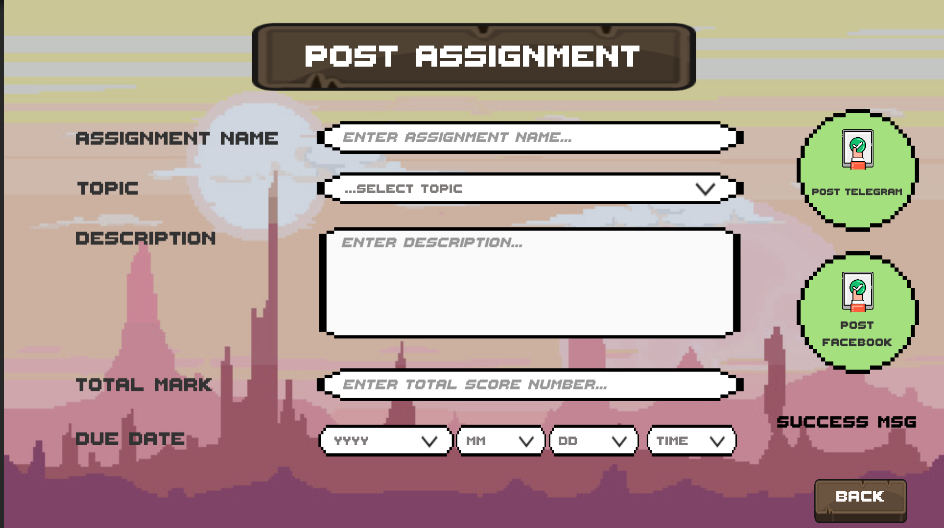 POST ASSIGNMENT
ASSIGNMENT NAME
ENTER ASSIGNMENT NAME...
TOPIC
...SELECT TOPIC
DESCRIPTION
ENTER DESCRIPTION...
TOTAL MARK
ENTER TOTAL SCORE NUMBER...
DUE DATE
YYYY
MM
DD
TIME
POST TELEGRAM
POST
FACEBOOK
SUCCESS MSG
BACK